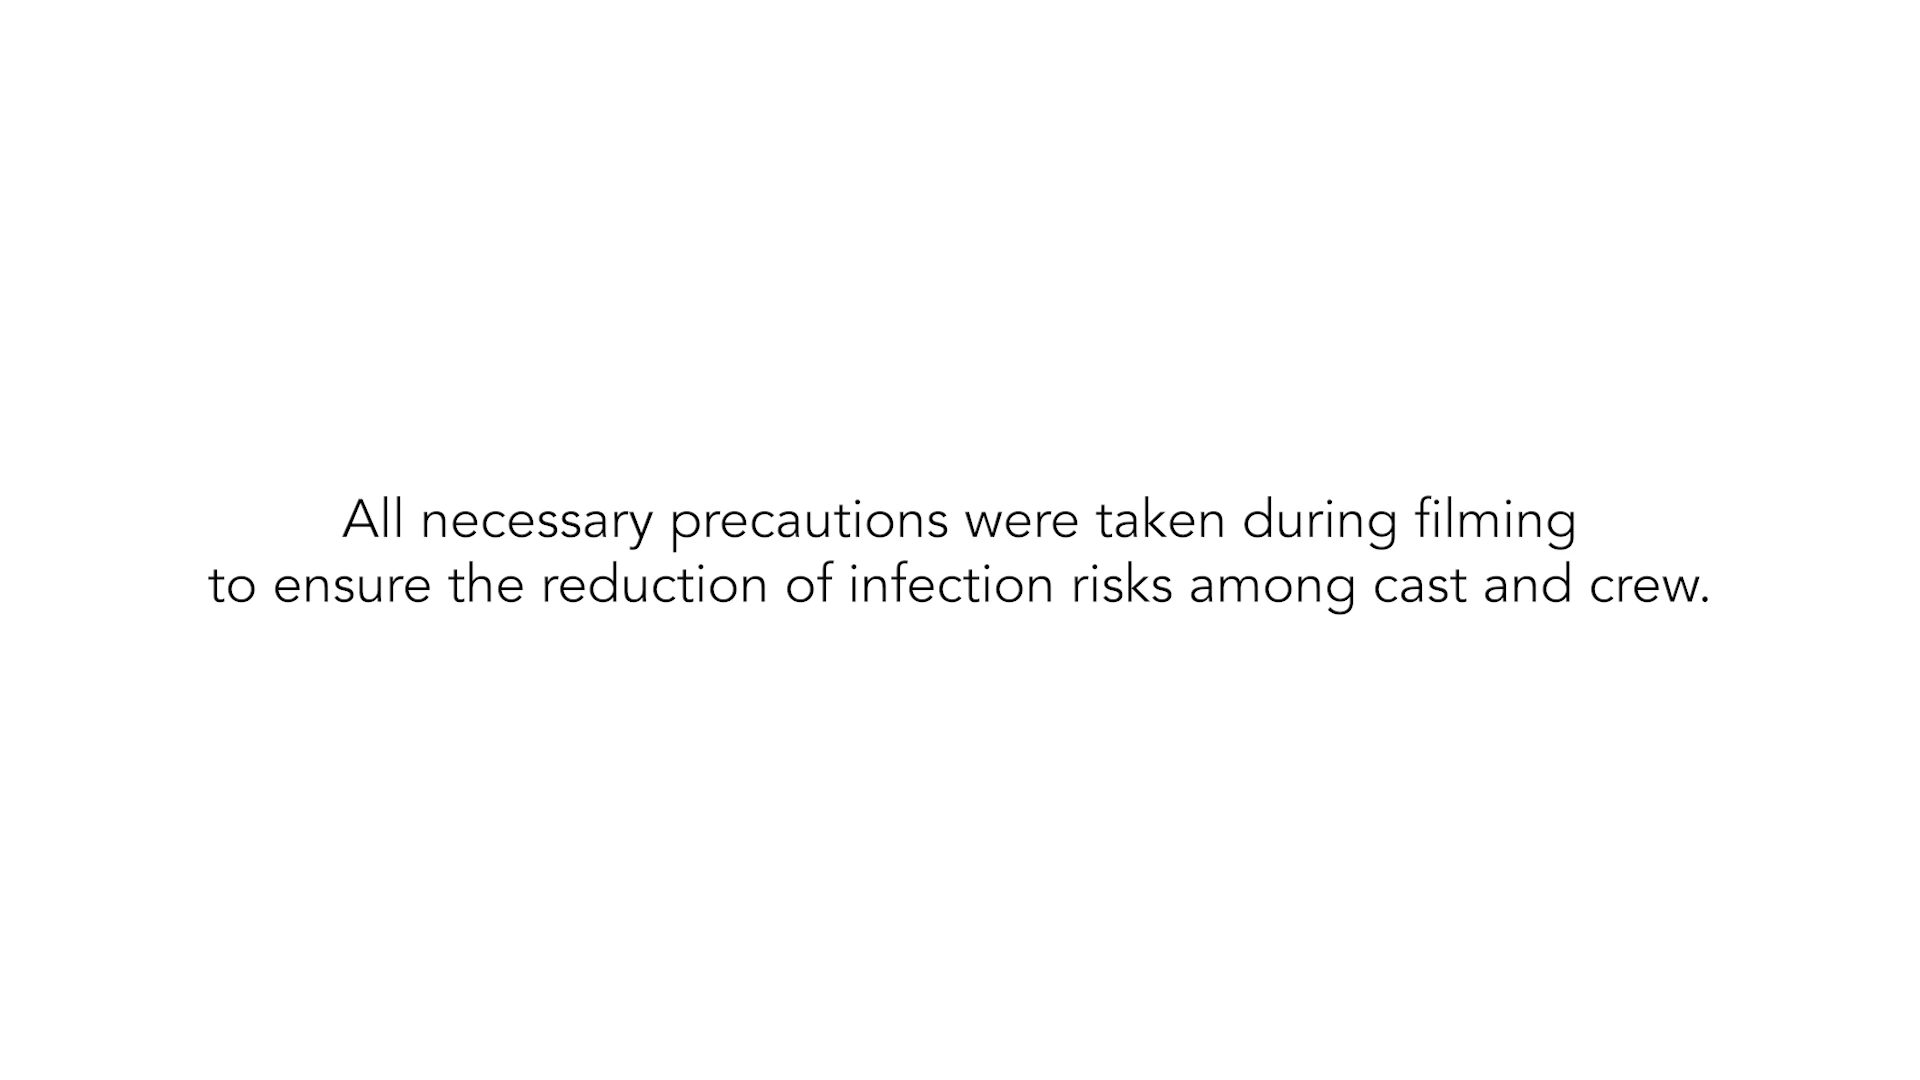 All necessary precautions were taken during filming
to ensure the reduction of infection risks among cast and crew.